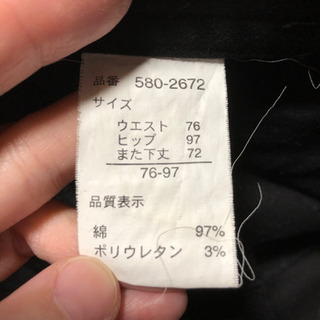 品番 580-2672
サイズ
ウエスト 76
ヒップ 97
また下丈 72
76-97
品質表示
綿 97%
ポリウレタン 3%